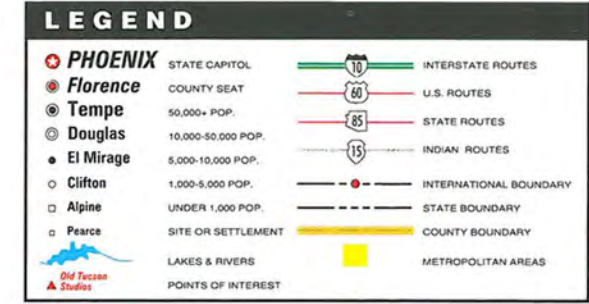 LEGEND
PHOENIX STATE CAPITOL
Florence COUNTY SEAT
Tempe 50,000+ POP.
Douglas 10,000-50,000 POP.
El Mirage 5,000-10,000 POP.
Clifton 1,000-5,000 POP.
Alpine UNDER 1,000 POP.
Pearce SITE OR SETTLEMENT
LAKES & RIVERS
Old Tucson
Studios POINTS OF INTEREST
10 INTERSTATE ROUTES
60 U.S. ROUTES
85 STATE ROUTES
15 INDIAN ROUTES
INTERNATIONAL BOUNDARY
STATE BOUNDARY
COUNTY BOUNDARY
METROPOLITAN AREAS